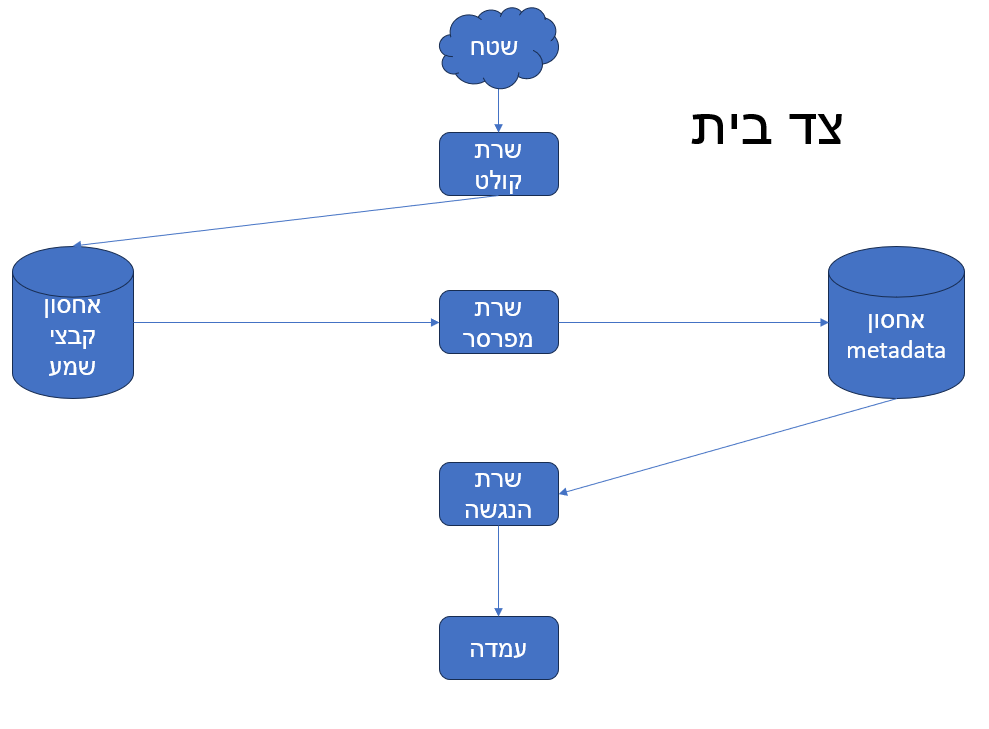 שטח
צד בית
שרת
קולט
אחסון
קבצי
שמע
שרת
מפרסר
אחסון
metadata
שרת
הנגשה
עמדה